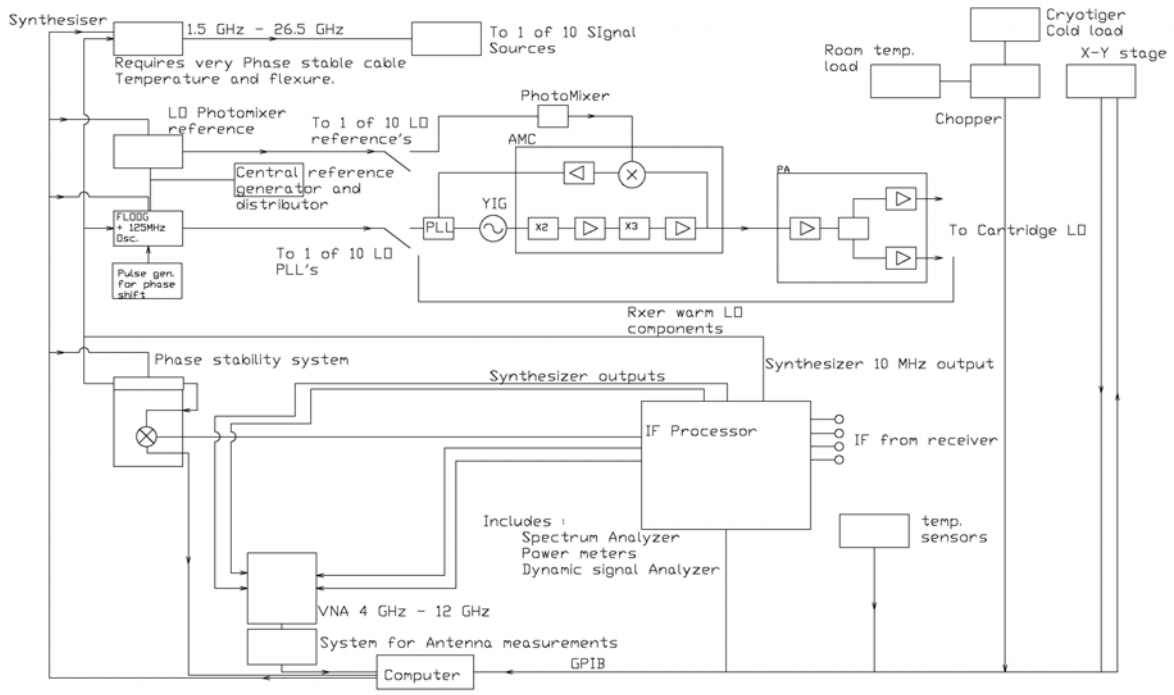 Synthesiser
1.5 GHz - 26.5 GHz
To 1 of 10 SIgnal
Sources
Requires very Phase stable cable
Temperature and flexure.
Cryotiger
Cold load
Room temp.
load
X-Y stage
Chopper
LO Photomixer
reference
To 1 of 10 LO
reference's
PhotoMixer
AMC
Central reference
generator and
distributor
FLOOG
+ 125MHz
Osc.
Pulse gen.
for phase
shift
To 1 of 10 LO
PLL's
PLL
YIG
X2
X3
PA
To Cartridge LO
Rxer warm LO
components
Phase stability system
Synthesizer outputs
Synthesizer 10 MHz output
IF Processor
IF from receiver
Includes :
Spectrum Analyzer
Power meters
Dynamic signal Analyzer
temp.
sensors
VNA 4 GHz - 12 GHz
System for Antenna measurements
GPIB
Computer